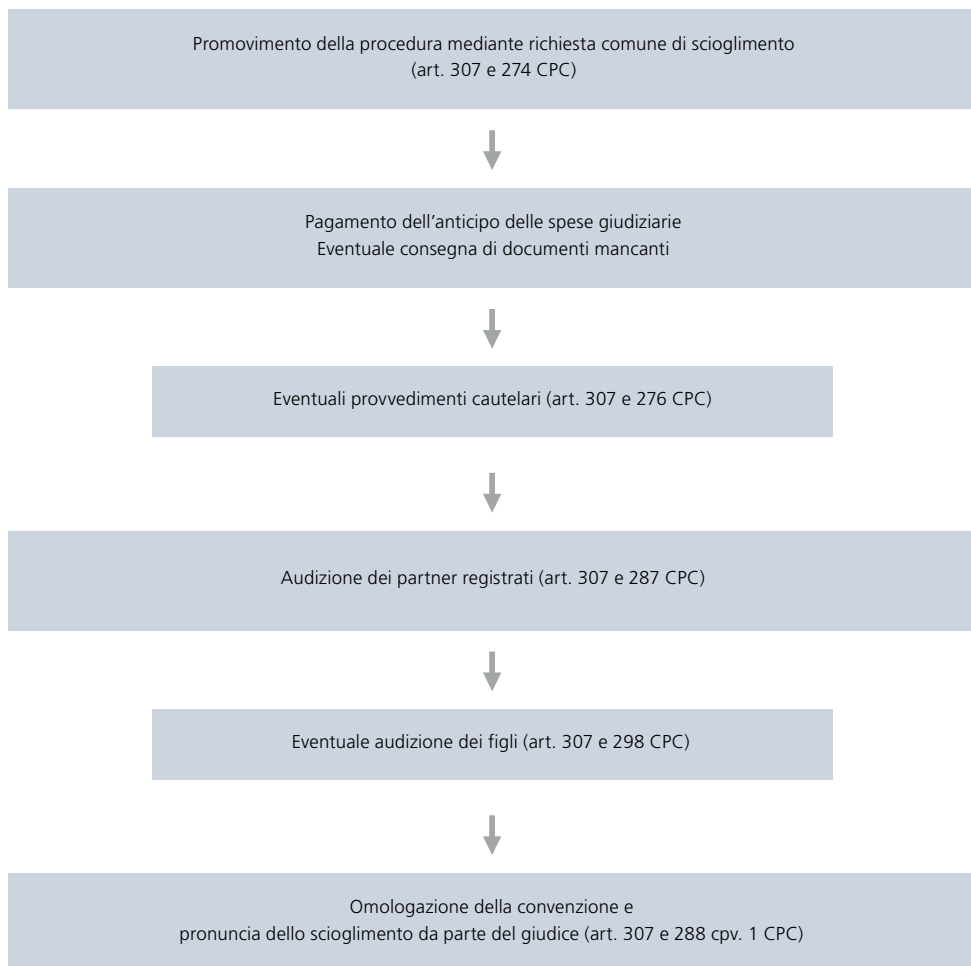 Promovimento della procedura mediante richiesta comune di scioglimento
(art. 307 e 274 CPC)
Pagamento dell'anticipo delle spese giudiziarie
Eventuale consegna di documenti mancanti
Eventuali provvedimenti cautelari (art. 307 e 276 CPC)
Audizione dei partner registrati (art. 307 e 287 CPC)
Eventuale audizione dei figli (art. 307 e 298 CPC)
Omologazione della convenzione e
pronuncia dello scioglimento da parte del giudice (art. 307 e 288 cpv. 1 CPC)